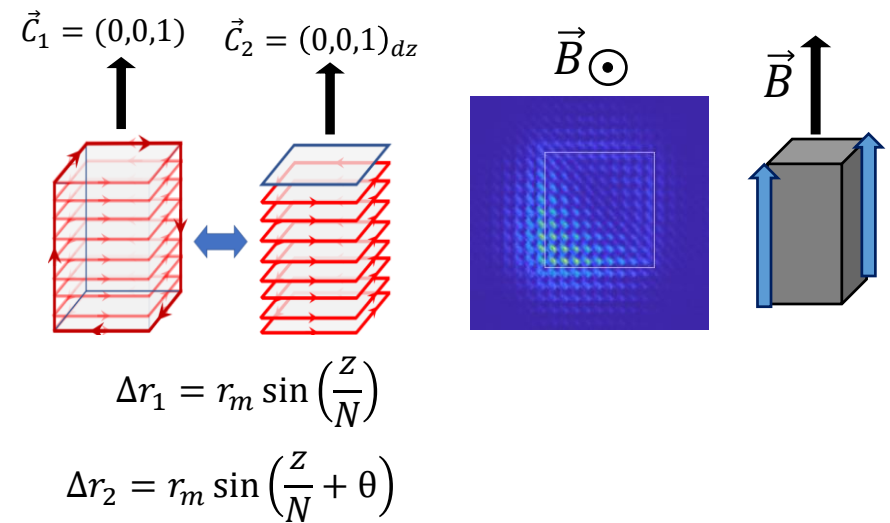 C⃗₁ = (0,0,1)
C⃗₂ = (0,0,1)dz
B⃗
B⃗
Δr₁ = rₘ sin(z/N)
Δr₂ = rₘ sin(z/N + θ)